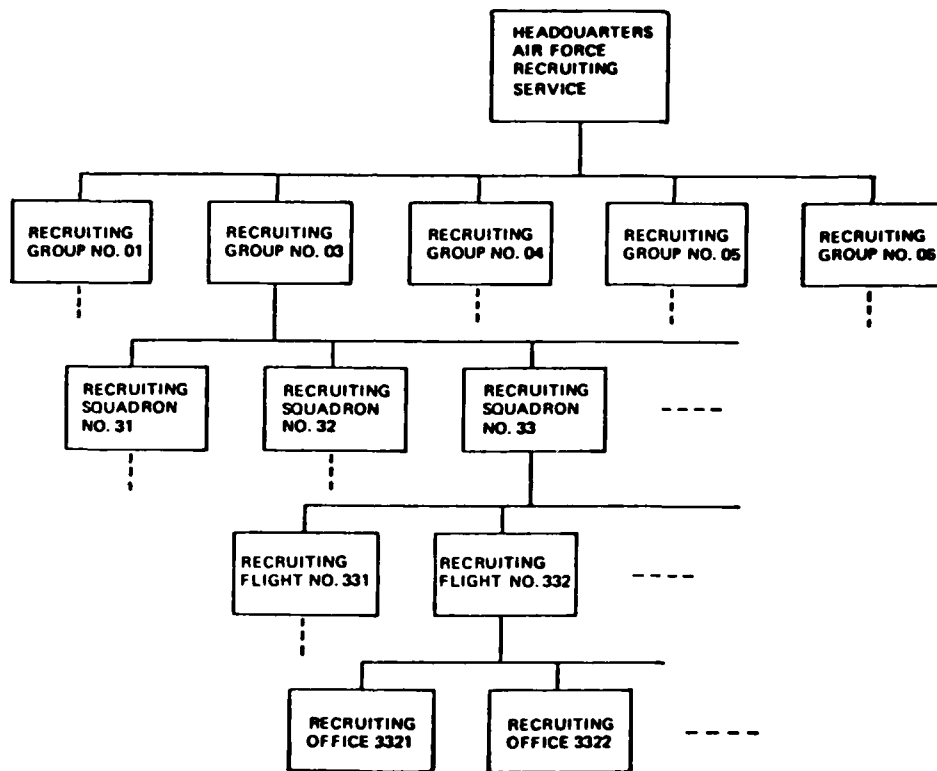 HEADQUARTERS
AIR FORCE
RECRUITING
SERVICE
RECRUITING
GROUP NO. 01
RECRUITING
GROUP NO. 03
RECRUITING
GROUP NO. 04
RECRUITING
GROUP NO. 05
RECRUITING
GROUP NO. 06
RECRUITING
SQUADRON
NO. 31
RECRUITING
SQUADRON
NO. 32
RECRUITING
SQUADRON
NO. 33
RECRUITING
FLIGHT NO. 331
RECRUITING
FLIGHT NO. 332
RECRUITING
OFFICE 3321
RECRUITING
OFFICE 3322